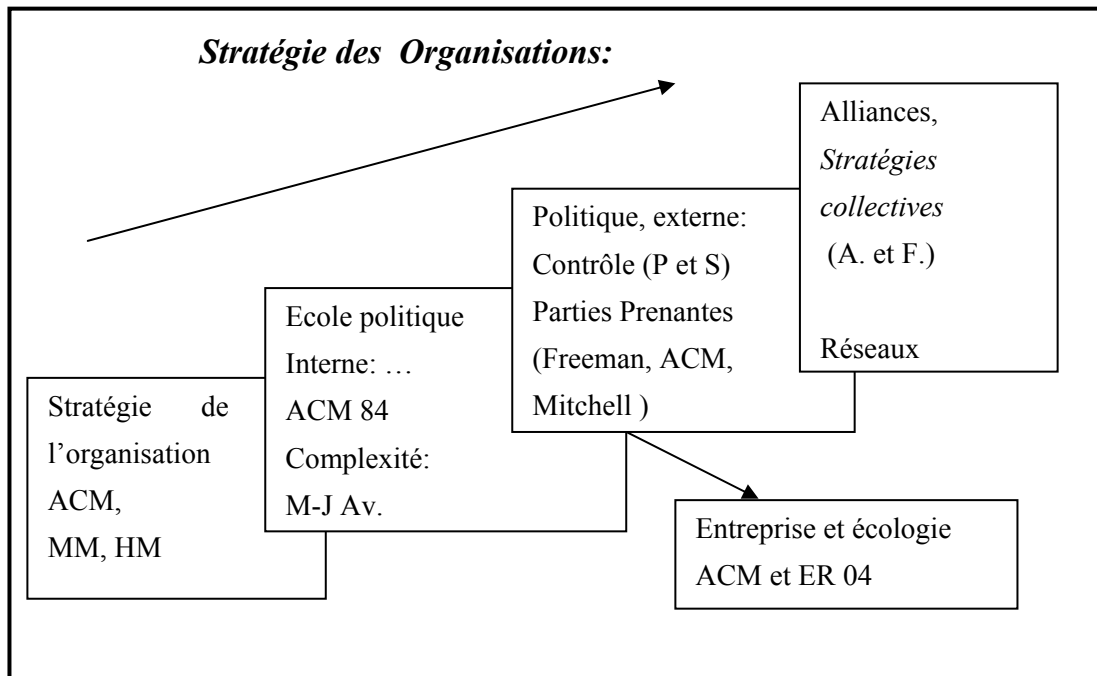 Stratégie des Organisations:
Stratégie de
l’organisation
ACM,
MM, HM
Ecole politique
Interne: …
ACM 84
Complexité:
M-J Av.
Politique, externe:
Contrôle (P et S)
Parties Prenantes
(Freeman, ACM,
Mitchell )
Alliances,
Stratégies
collectives
(A. et F.)
Réseaux
Entreprise et écologie
ACM et ER 04